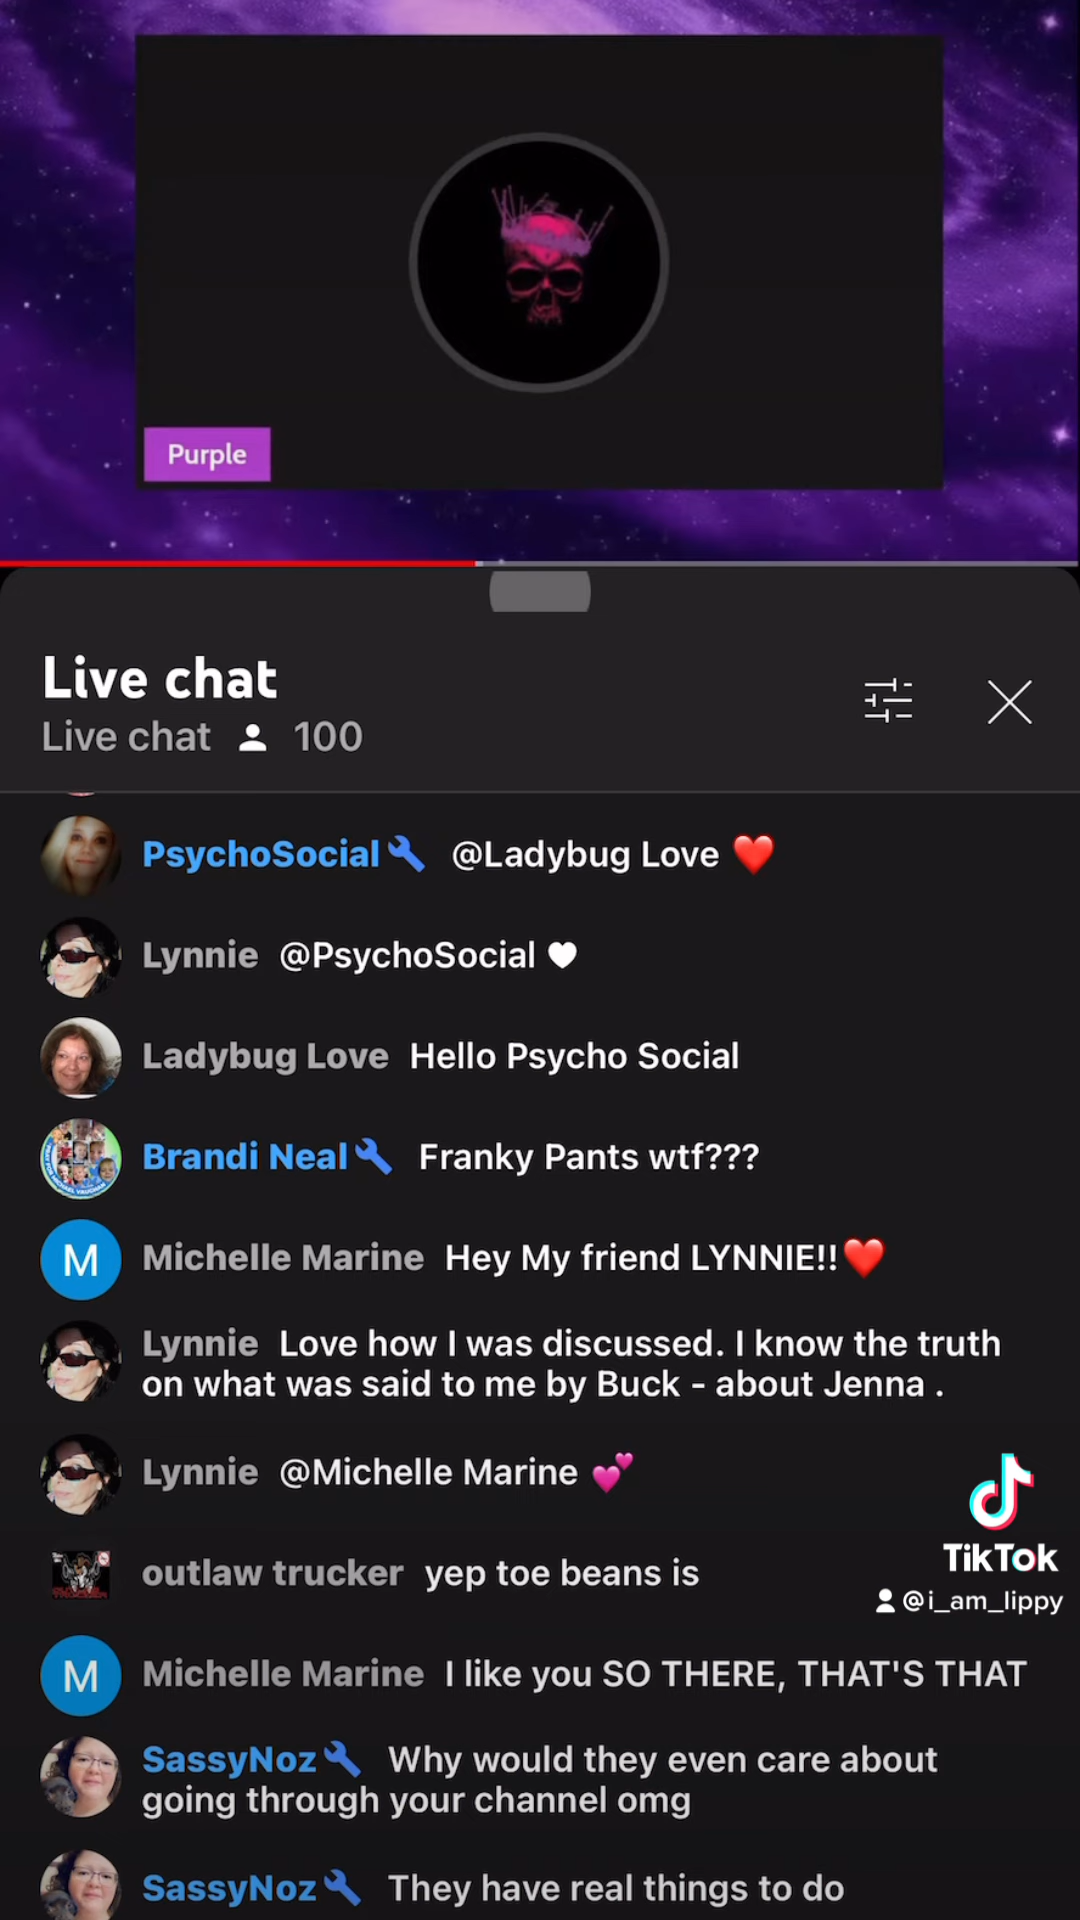 Purple
Live chat
Live chat 100
PsychoSocial @Ladybug Love ❤️
Lynnie @PsychoSocial 🤍
Ladybug Love Hello Psycho Social
Brandi Neal Franky Pants wtf???
M Michelle Marine Hey My friend LYNNIE!!❤️
Lynnie Love how I was discussed. I know the truth
on what was said to me by Buck - about Jenna .
Lynnie @Michelle Marine 💕
outlaw trucker yep toe beans is
TikTok
@i_am_lippy
M Michelle Marine I like you SO THERE, THAT'S THAT
SassyNoz Why would they even care about
going through your channel omg
SassyNoz They have real things to do